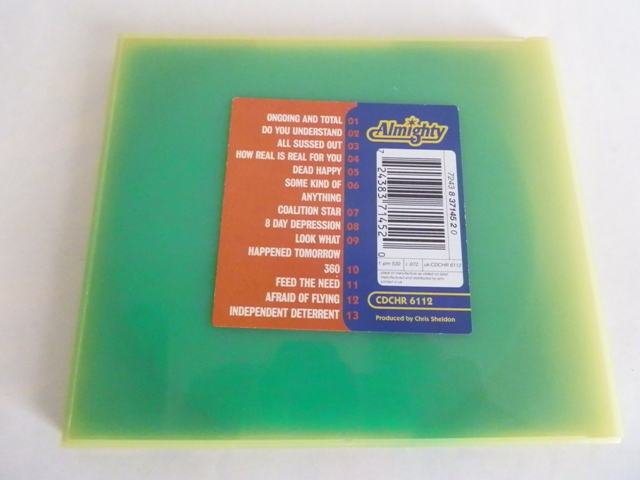 ONGOING AND TOTAL 01
DO YOU UNDERSTAND 02
ALL SUSSED OUT 03
HOW REAL IS REAL FOR YOU 04
DEAD HAPPY 05
SOME KIND OF 06
ANYTHING
COALITION STAR 07
8 DAY DEPRESSION 08
LOOK WHAT 09
HAPPENED TOMORROW
360 10
FEED THE NEED 11
AFRAID OF FLYING 12
INDEPENDENT DETERRENT 13
Almighty
7243 8 37145 2 0
7 24383 71452 0
CDCHR 6112
Produced by Chris Sheldon